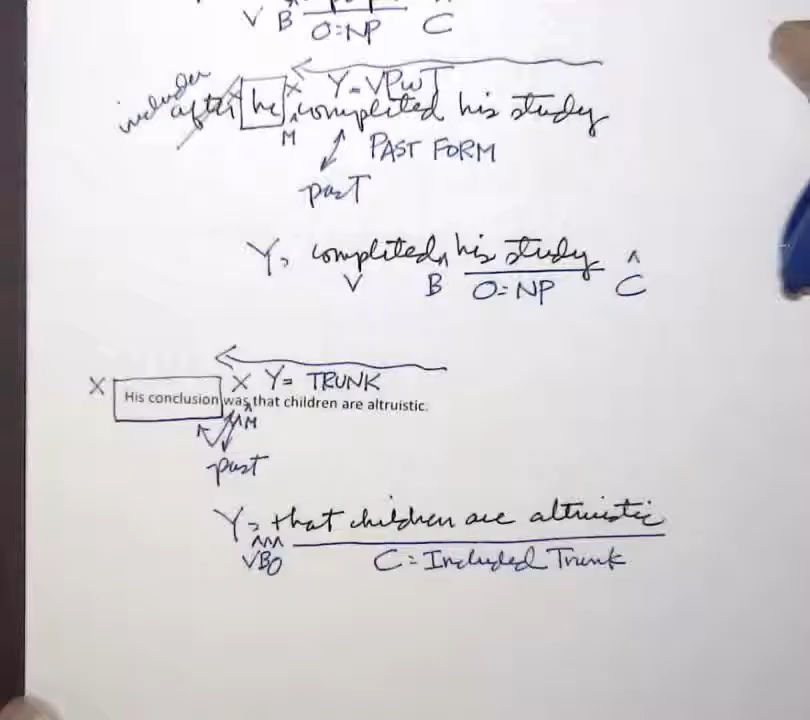 V B O=NP C
X Y=VPwT
includer after he completed his study
M PAST FORM
past
Y= completed his study
V B O=NP C
X X Y= TRUNK
His conclusion was that children are altruistic.
M
past
Y= that children are altruistic
VBO C=Included Trunk